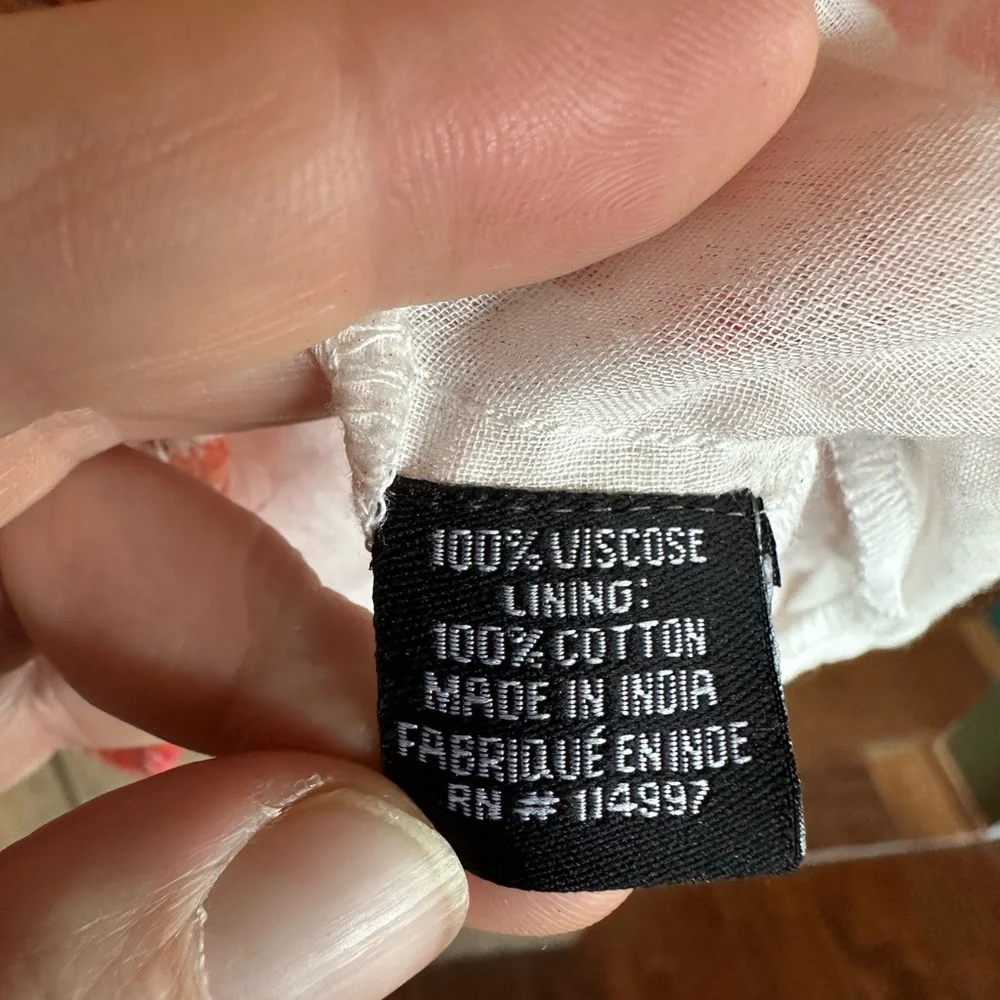 100% VISCOSE
LINING:
100% COTTON
MADE IN INDIA
FABRIQUÉ EN INDE
RN # 114997